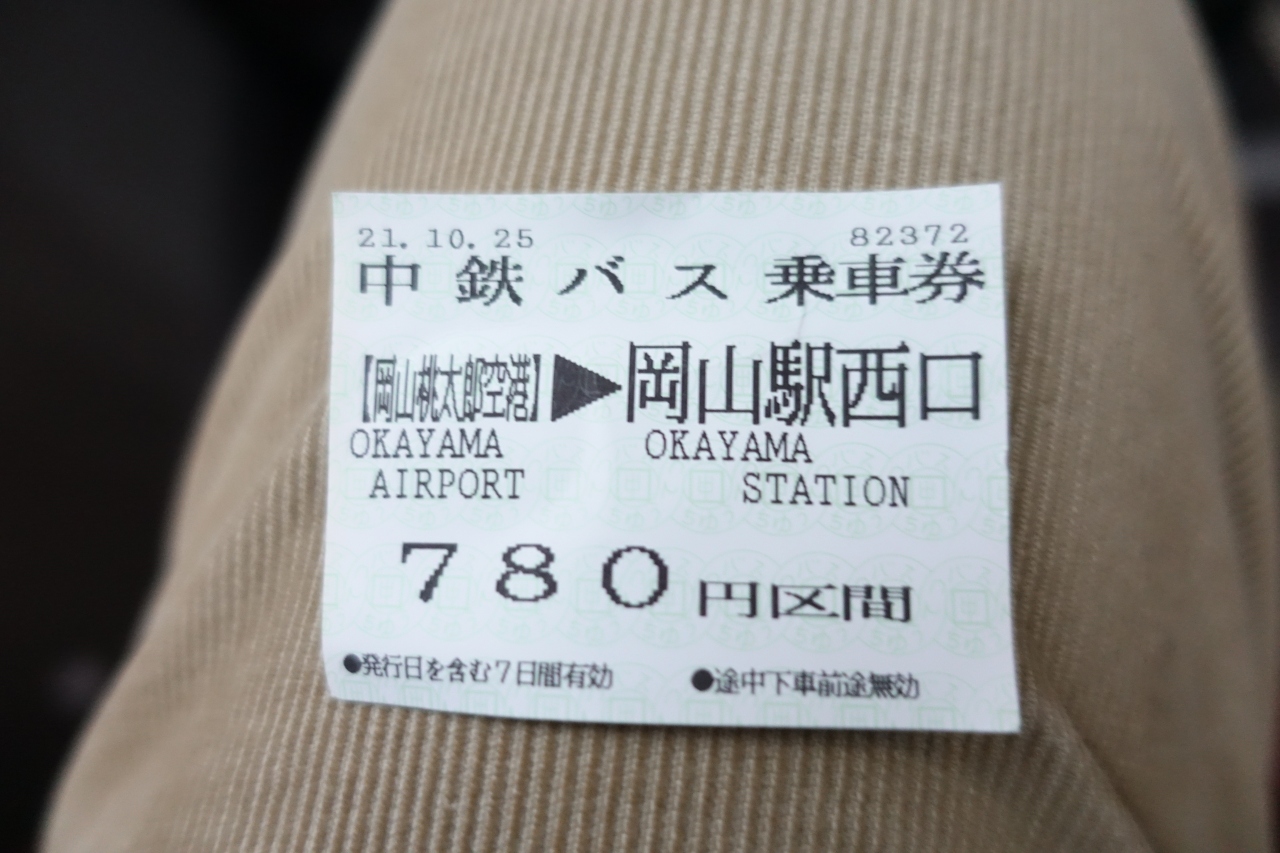 21.10.25 82372
中鉄バス乗車券
【岡山桃太郎空港】▶岡山駅西口
OKAYAMA OKAYAMA
AIRPORT STATION
７８０円区間
●発行日を含む７日間有効 ●途中下車前途無効